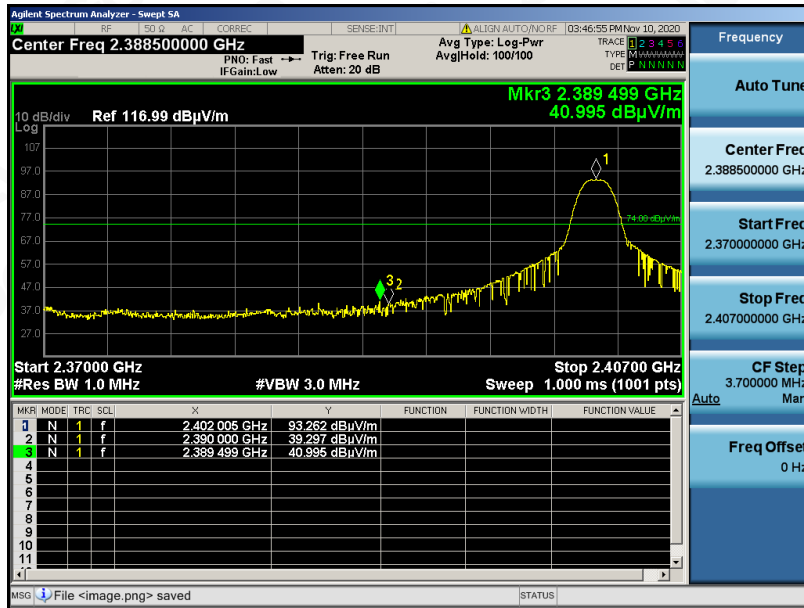 Agilent Spectrum Analyzer - Swept SA
RF 50 Ω AC CORREC SENSE:INT ALIGN AUTO/NO RF 03:46:55 PM Nov 10, 2020
Center Freq 2.388500000 GHz
PNO: Fast
IFGain:Low
Trig: Free Run
Atten: 20 dB
Avg Type: Log-Pwr
Avg|Hold: 100/100
TRACE 1 2 3 4 5 6
TYPE M
DET P N N N N N
Mkr3 2.389 499 GHz
40.995 dBµV/m
10 dB/div Ref 116.99 dBµV/m
Log
107
97.0
87.0
77.0
67.0
57.0
47.0
37.0
27.0
1
74.00 dBµV/m
3 2
Start 2.37000 GHz Stop 2.40700 GHz
#Res BW 1.0 MHz #VBW 3.0 MHz Sweep 1.000 ms (1001 pts)
MKR MODE TRC SCL X Y FUNCTION FUNCTION WIDTH FUNCTION VALUE
1 N 1 f 2.402 005 GHz 93.262 dBµV/m
2 N 1 f 2.390 000 GHz 39.297 dBµV/m
3 N 1 f 2.389 499 GHz 40.995 dBµV/m
4
5
6
7
8
9
10
11
MSG File <image.png> saved STATUS
Frequency
Auto Tune
Center Freq
2.388500000 GHz
Start Freq
2.370000000 GHz
Stop Freq
2.407000000 GHz
CF Step
3.700000 MHz
Auto Man
Freq Offset
0 Hz